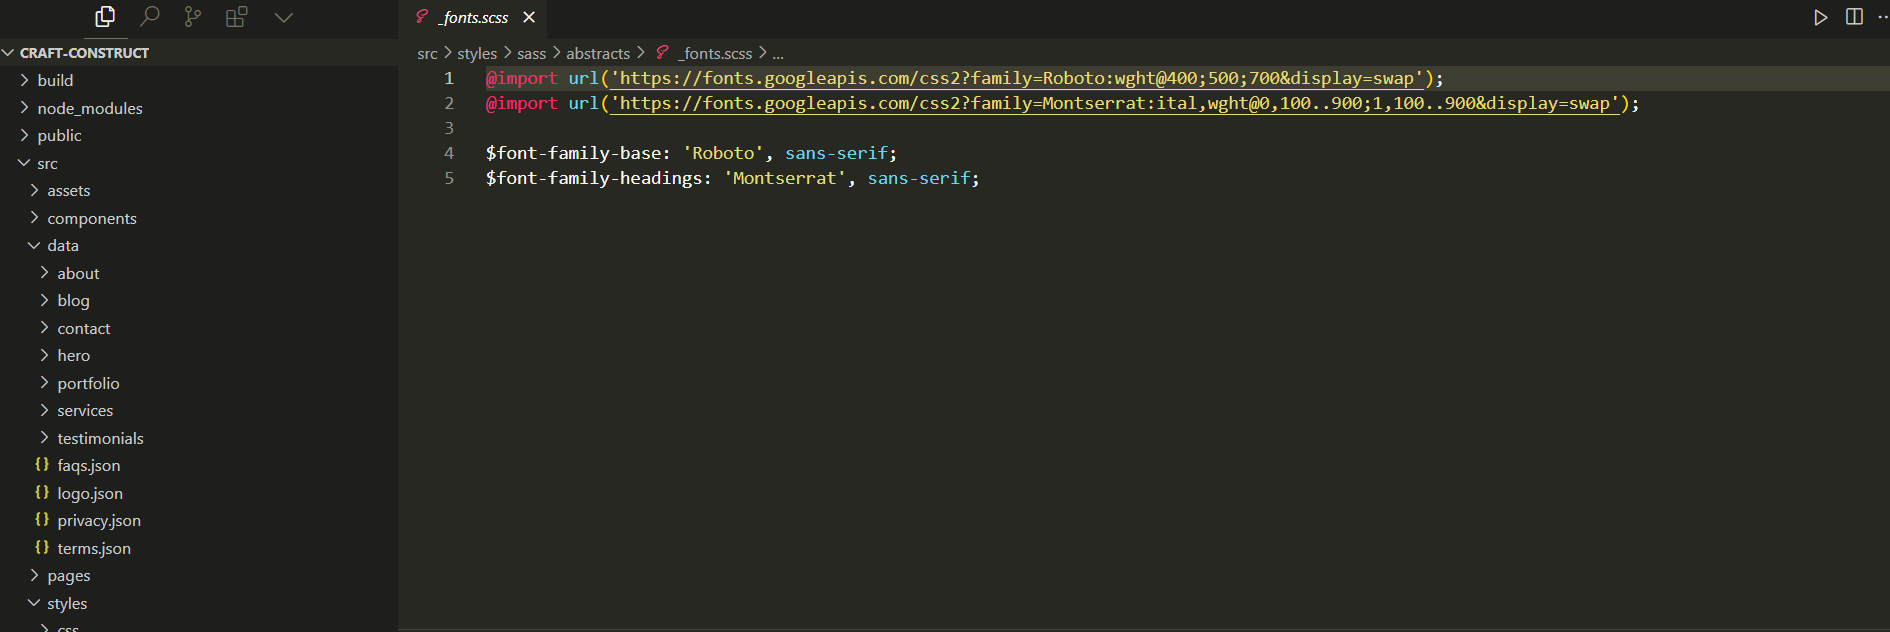 _fonts.scss
CRAFT-CONSTRUCT
build
node_modules
public
src
assets
components
data
about
blog
contact
hero
portfolio
services
testimonials
{} faqs.json
{} logo.json
{} privacy.json
{} terms.json
pages
styles
css
src > styles > sass > abstracts > _fonts.scss > ...
1 @import url('https://fonts.googleapis.com/css2?family=Roboto:wght@400;500;700&display=swap');
2 @import url('https://fonts.googleapis.com/css2?family=Montserrat:ital,wght@0,100..900;1,100..900&display=swap');
3
4 $font-family-base: 'Roboto', sans-serif;
5 $font-family-headings: 'Montserrat', sans-serif;